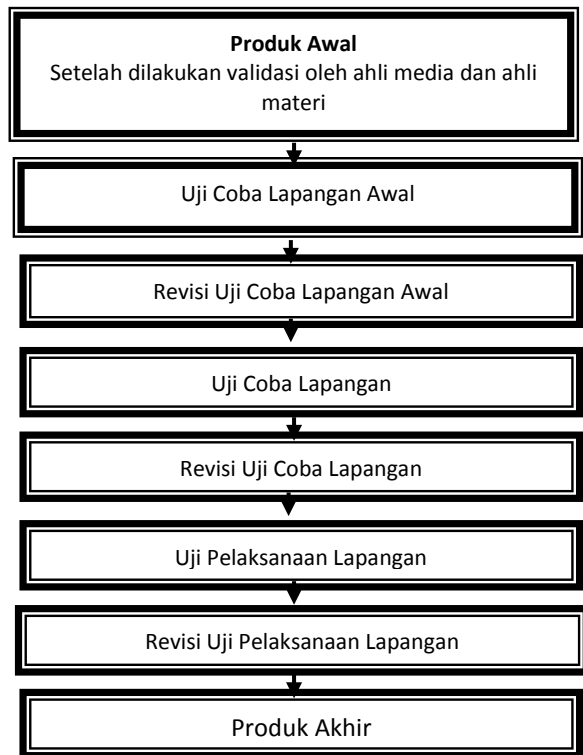 Produk Awal
Setelah dilakukan validasi oleh ahli media dan ahli
materi
Uji Coba Lapangan Awal
Revisi Uji Coba Lapangan Awal
Uji Coba Lapangan
Revisi Uji Coba Lapangan
Uji Pelaksanaan Lapangan
Revisi Uji Pelaksanaan Lapangan
Produk Akhir